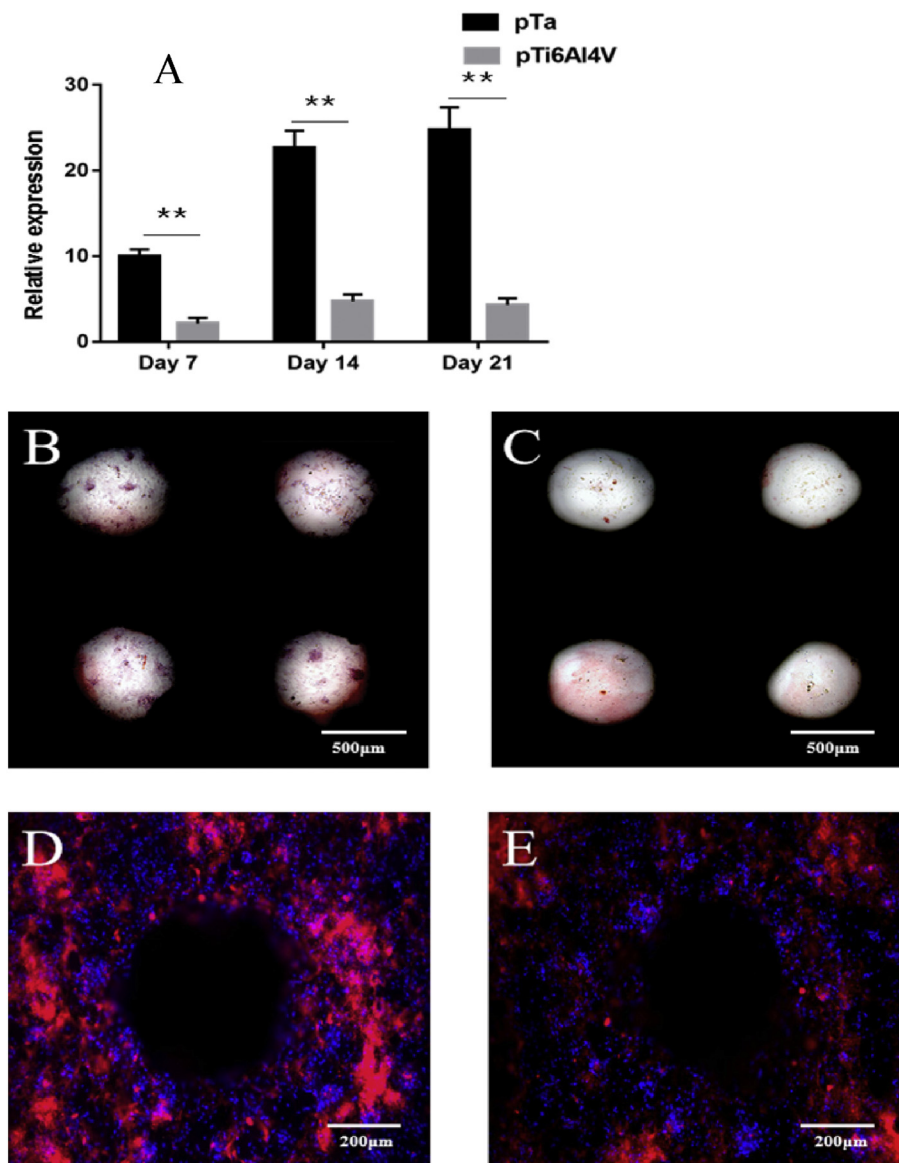 pTa
pTi6Al4V
A
Relative expression
30
20
10
0
**
**
**
Day 7
Day 14
Day 21
B
500μm
C
500μm
D
200μm
E
200μm